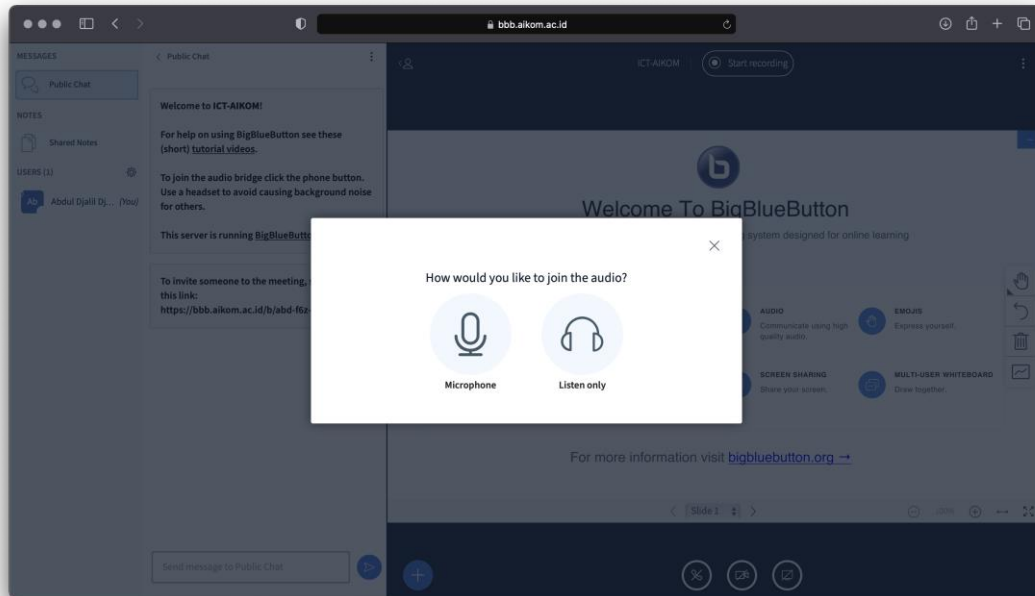 bbb.aikom.ac.id
MESSAGES
Public Chat
NOTES
Shared Notes
USERS (1)
Ab
Abdul Djalil Dj... (You)
Public Chat
Welcome to ICT-AIKOM!
For help on using BigBlueButton see these
(short) tutorial videos.
To join the audio bridge click the phone button.
Use a headset to avoid causing background noise
for others.
This server is running BigBlueButto
To invite someone to the meeting,
this link:
https://bbb.aikom.ac.id/b/abd-f6z-
Send message to Public Chat
ICT-AIKOM
Start recording
Welcome To BigBlueButton
system designed for online learning
AUDIO
Communicate using high
quality audio.
EMOJIS
Express yourself.
SCREEN SHARING
Share your screen.
MULTI-USER WHITEBOARD
Draw together.
For more information visit bigbluebutton.org →
Slide 1
How would you like to join the audio?
Microphone
Listen only